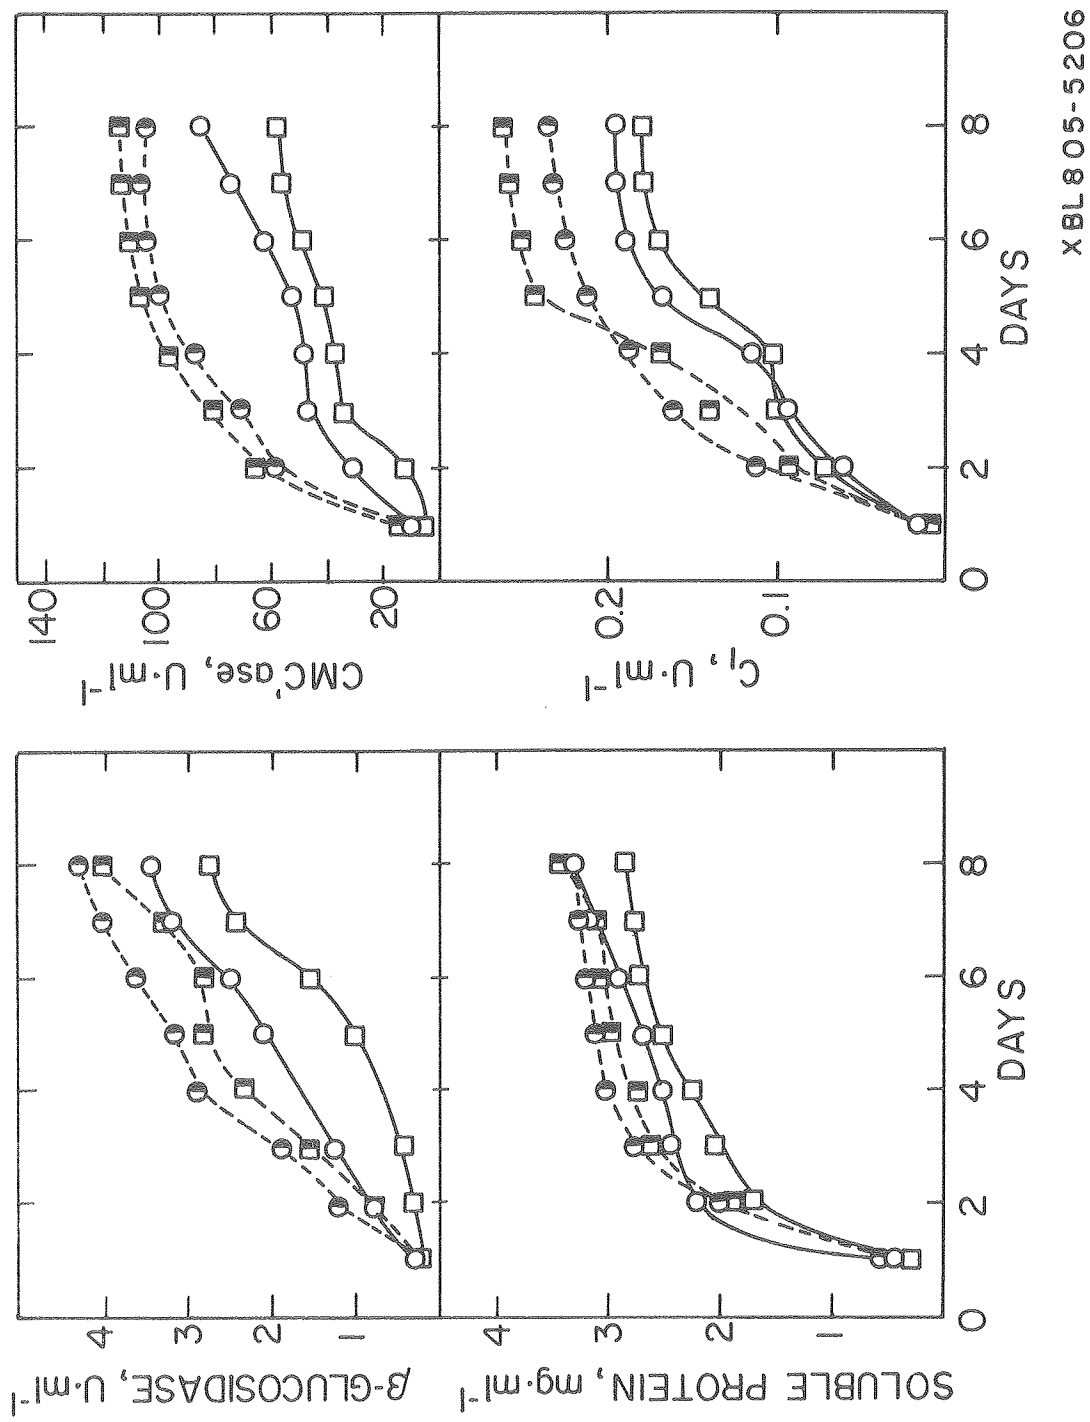 β-GLUCOSIDASE, U·ml⁻¹
4
3
2
1
SOLUBLE PROTEIN, mg·ml⁻¹
4
3
2
1
0 2 4 6 8
DAYS
CMC'ase, U·ml⁻¹
140
100
60
20
C₁, U·ml⁻¹
0.2
0.1
0 2 4 6 8
DAYS
XBL805-5206